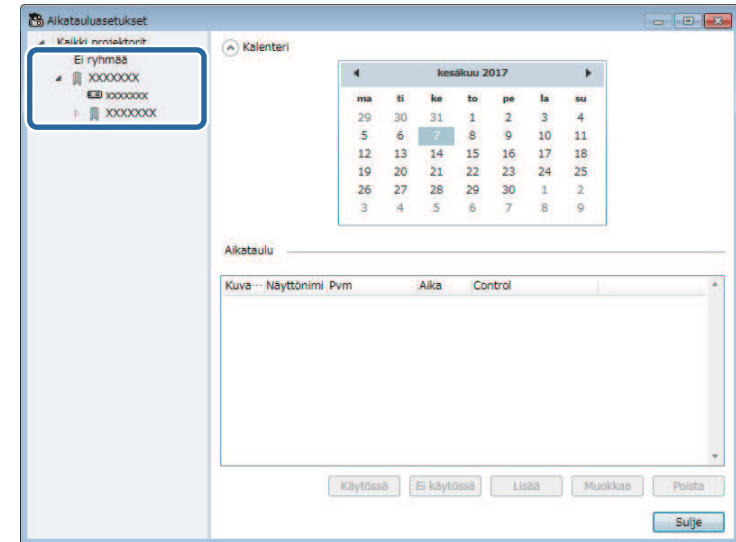 Aikatauluasetukset
Kaikki projektorit
Ei ryhmää
XXXXXXX
XXXXXXX
XXXXXXX
Kalenteri
kesäkuu 2017
ma ti ke to pe la su
29 30 31 1 2 3 4
5 6 7 8 9 10 11
12 13 14 15 16 17 18
19 20 21 22 23 24 25
26 27 28 29 30 1 2
3 4 5 6 7 8 9
Aikataulu
Kuva··· Näyttönimi Pvm Aika Control
Käytössä Ei käytössä Lisää Muokkaa Poista
Sulje